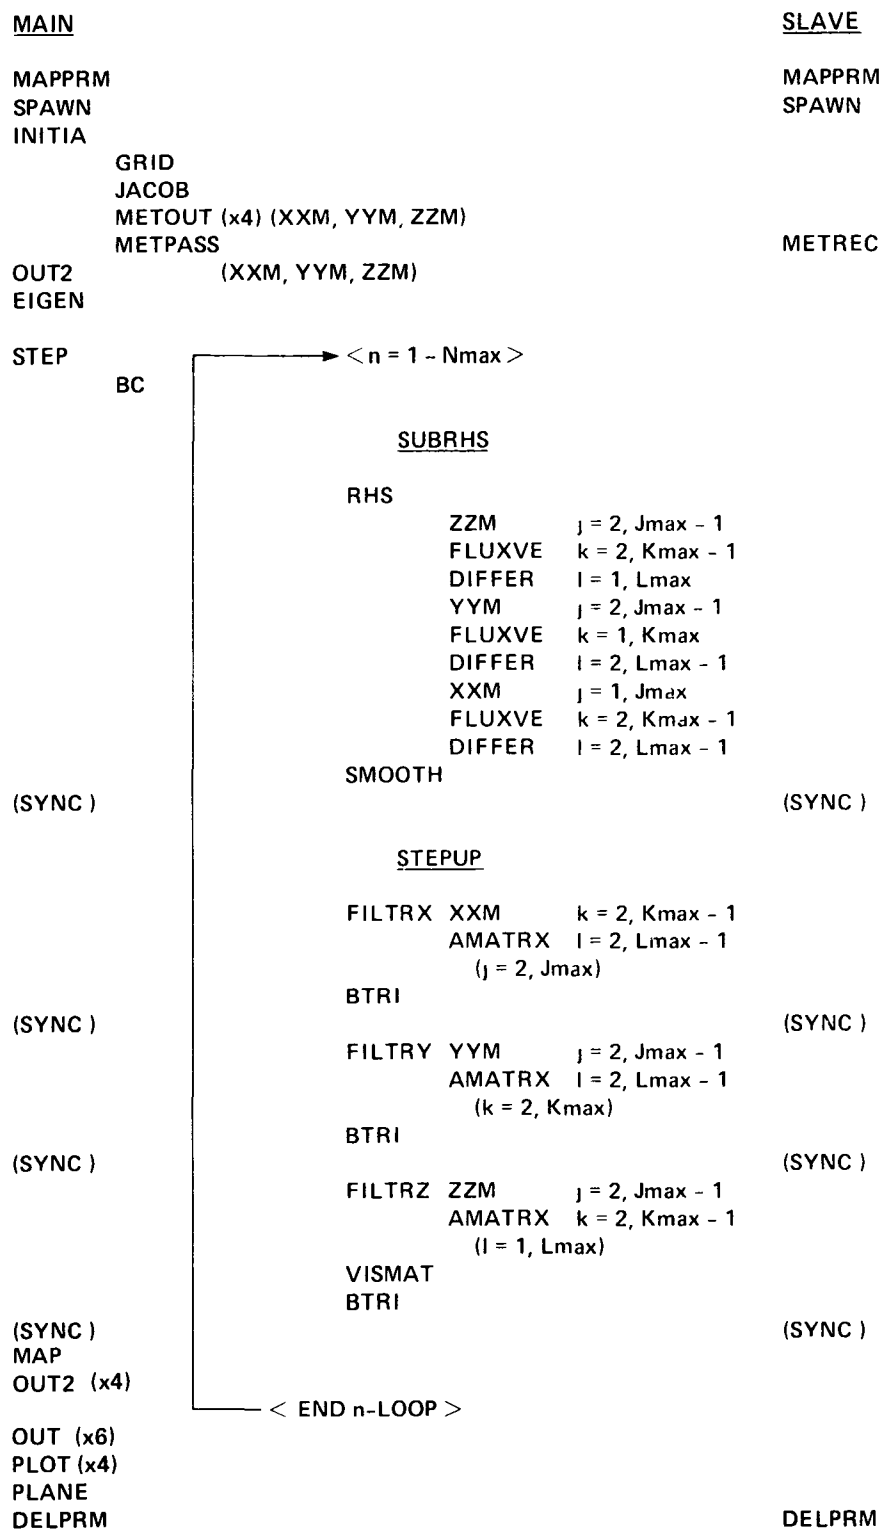 MAIN SLAVE
MAPPRM MAPPRM
SPAWN SPAWN
INITIA
GRID
JACOB
METOUT (x4) (XXM, YYM, ZZM)
METPASS METREC
OUT2 (XXM, YYM, ZZM)
EIGEN
STEP < n = 1 – Nmax >
BC
SUBRHS
RHS
ZZM j = 2, Jmax – 1
FLUXVE k = 2, Kmax – 1
DIFFER l = 1, Lmax
YYM j = 2, Jmax – 1
FLUXVE k = 1, Kmax
DIFFER l = 2, Lmax – 1
XXM j = 1, Jmax
FLUXVE k = 2, Kmax – 1
DIFFER l = 2, Lmax – 1
SMOOTH
(SYNC ) (SYNC )
STEPUP
FILTRX XXM k = 2, Kmax – 1
AMATRX l = 2, Lmax – 1
(j = 2, Jmax)
BTRI
(SYNC ) (SYNC )
FILTRY YYM j = 2, Jmax – 1
AMATRX l = 2, Lmax – 1
(k = 2, Kmax)
BTRI
(SYNC ) (SYNC )
FILTRZ ZZM j = 2, Jmax – 1
AMATRX k = 2, Kmax – 1
(l = 1, Lmax)
VISMAT
BTRI
(SYNC ) (SYNC )
MAP
OUT2 (x4)
< END n-LOOP >
OUT (x6)
PLOT (x4)
PLANE
DELPRM DELPRM